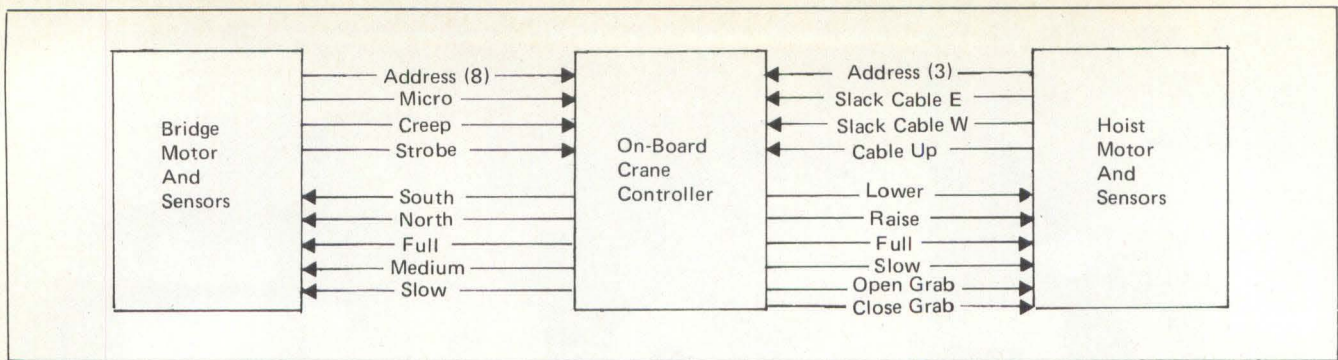 Bridge
Motor
And
Sensors
Address (8)
Micro
Creep
Strobe
South
North
Full
Medium
Slow
On-Board
Crane
Controller
Address (3)
Slack Cable E
Slack Cable W
Cable Up
Lower
Raise
Full
Slow
Open Grab
Close Grab
Hoist
Motor
And
Sensors